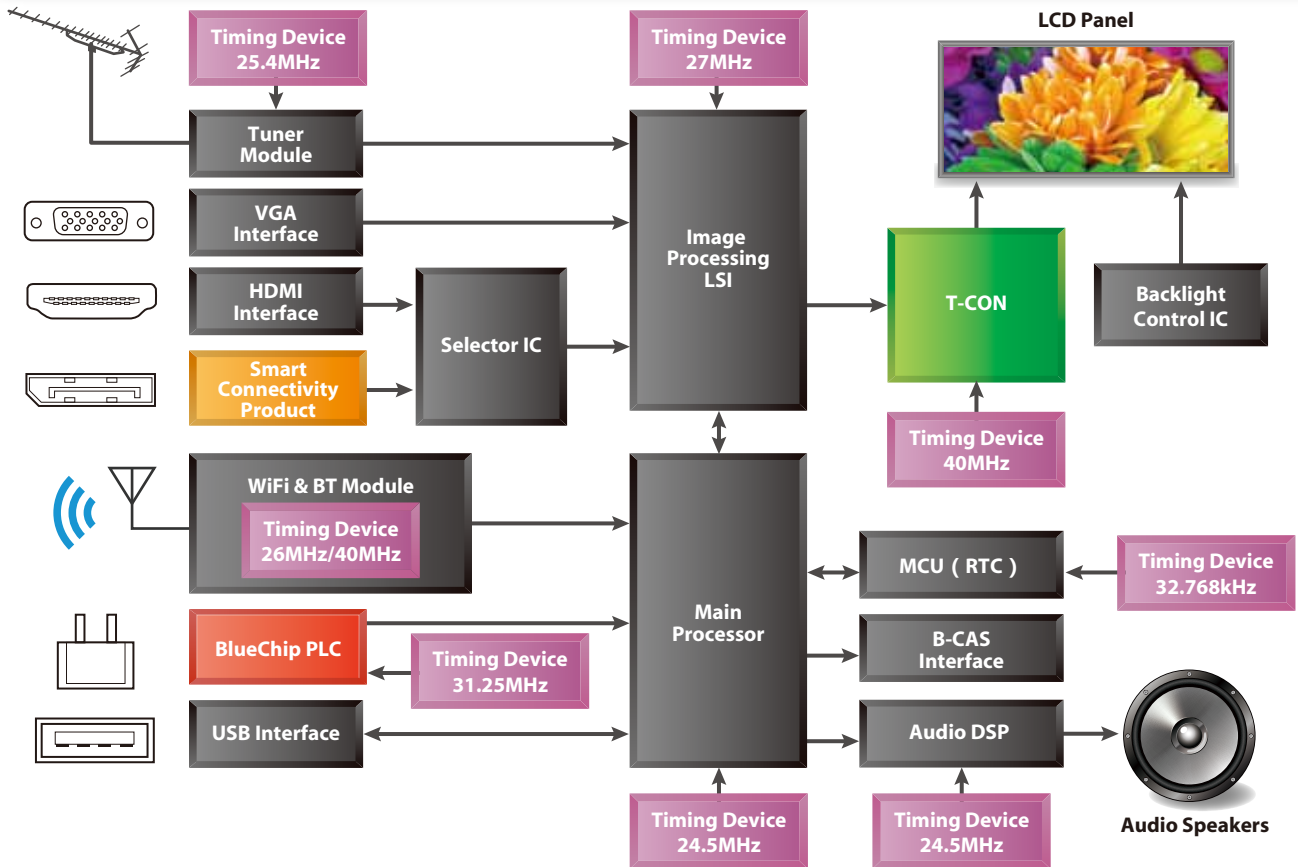 LCD Panel
Timing Device
25.4MHz
Timing Device
27MHz
Tuner
Module
VGA
Interface
HDMI
Interface
Smart
Connectivity
Product
Selector IC
Image
Processing
LSI
T-CON
Backlight
Control IC
Timing Device
40MHz
WiFi & BT Module
Timing Device
26MHz/40MHz
BlueChip PLC
Timing Device
31.25MHz
USB Interface
Main
Processor
MCU ( RTC )
Timing Device
32.768kHz
B-CAS
Interface
Audio DSP
Audio Speakers
Timing Device
24.5MHz
Timing Device
24.5MHz